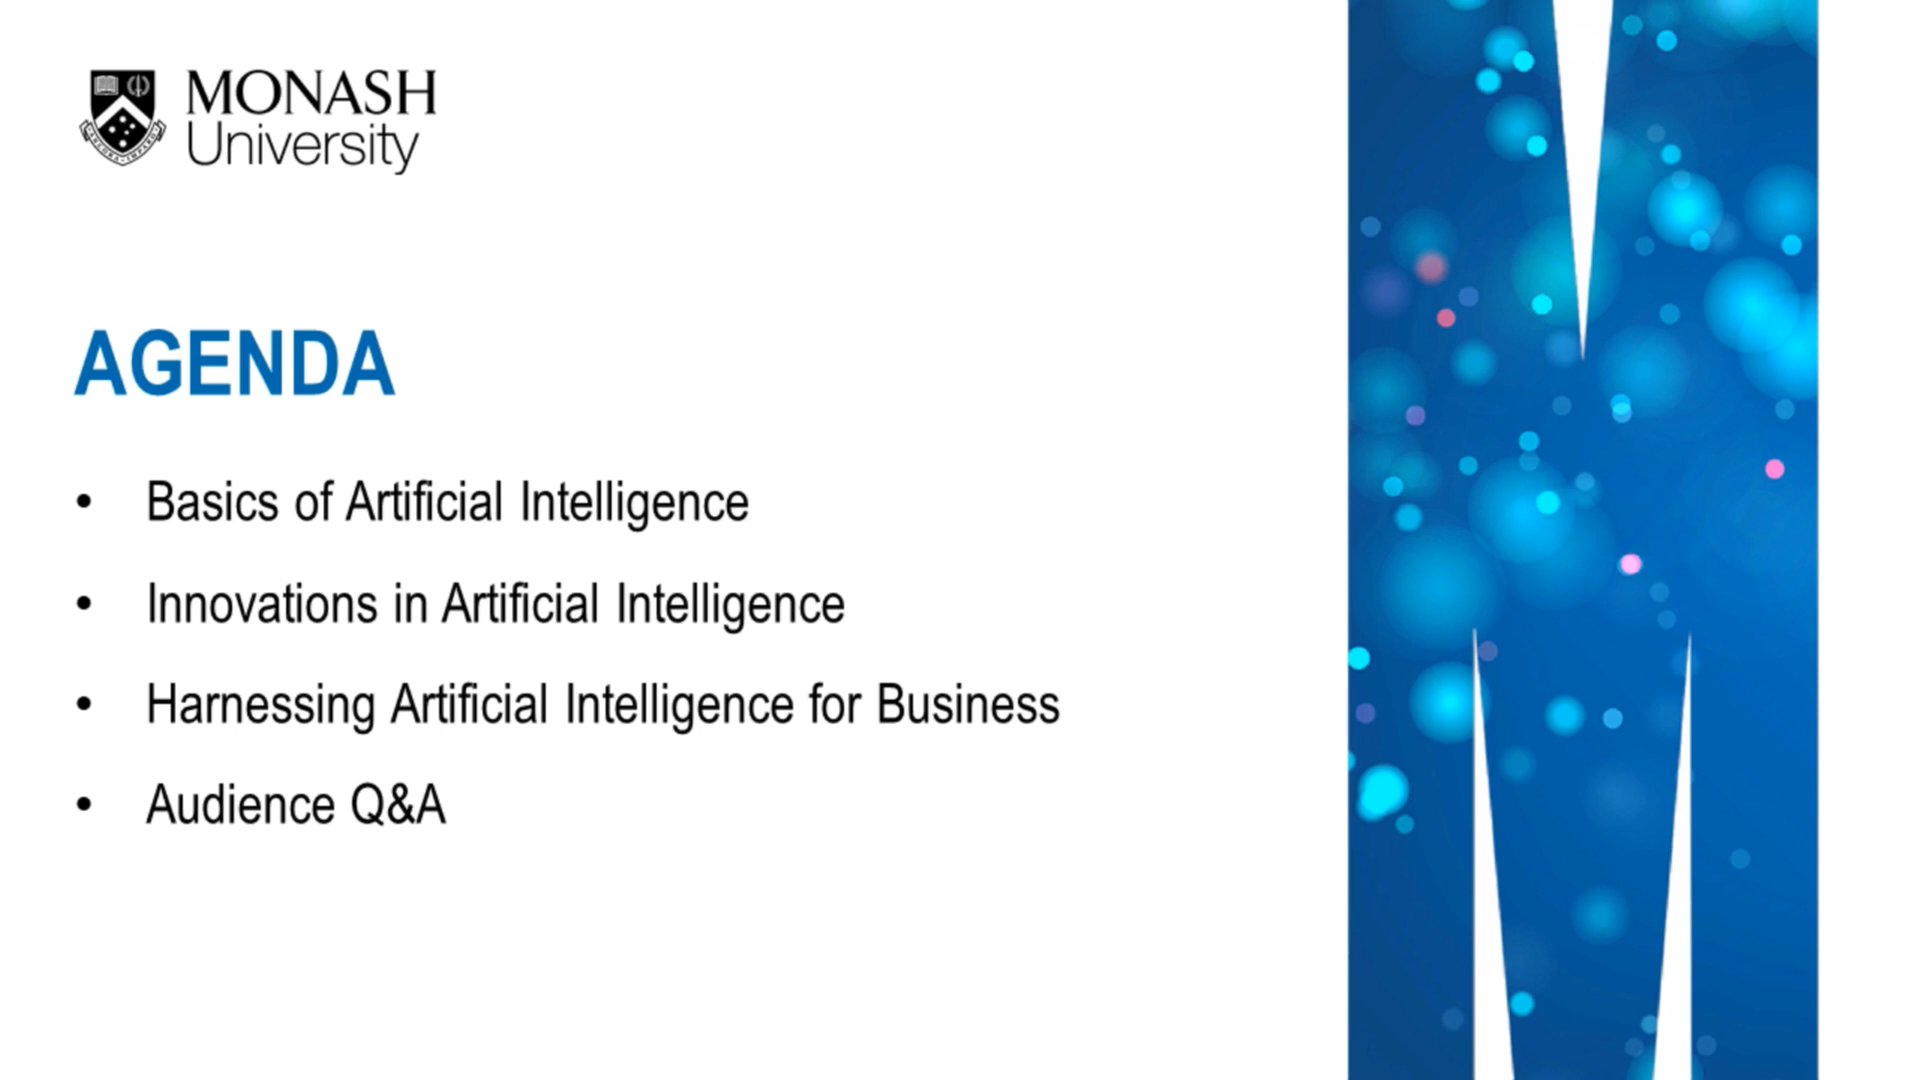 MONASH
University
AGENDA
• Basics of Artificial Intelligence
• Innovations in Artificial Intelligence
• Harnessing Artificial Intelligence for Business
• Audience Q&A